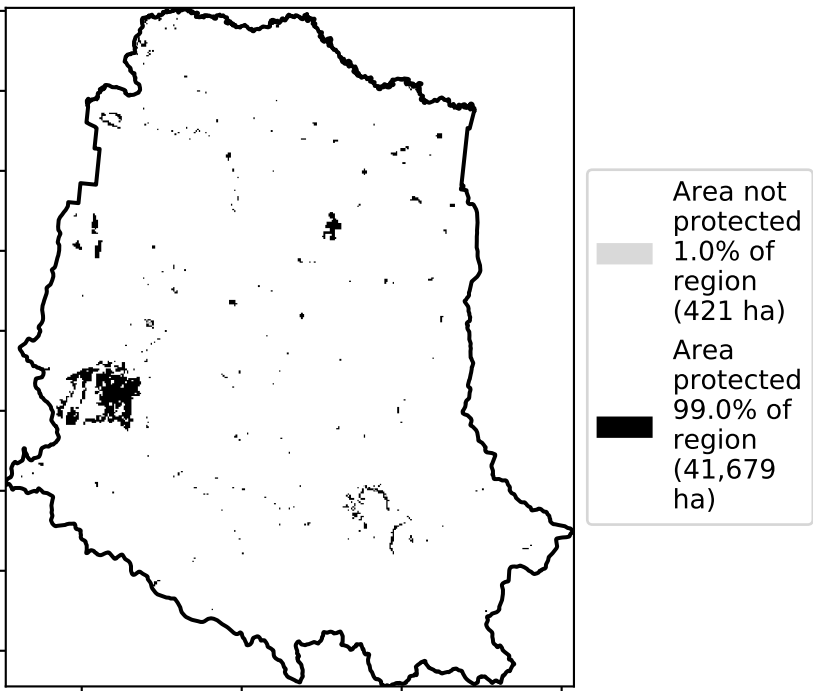 Area not
protected
1.0% of
region
(421 ha)
Area
protected
99.0% of
region
(41,679
ha)